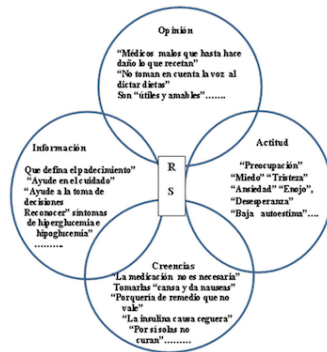 Opinión
“Médicos malos que hasta hace
daño lo que recetan”
“No toman en cuenta la voz al
dictar dietas”
Son “útiles y amables”…….
Información
Que defina el padecimiento”
“Ayude en el cuidado”
“Ayude a la toma de
decisiones
Reconocer” síntomas
de hiperglucemia e
hipoglucemia”
……….
R
S
Actitud
“Preocupación”
“Miedo” “Tristeza”
“Ansiedad” “Enojo”,
“Desesperanza”
“Baja autoestima”….
Creencias
“La medicación no es necesaria”
Tomarlas “cansa y da nauseas”
“Porquería de remedio que no
vale”
“La insulina causa ceguera”
“Por si solas no
curan”………